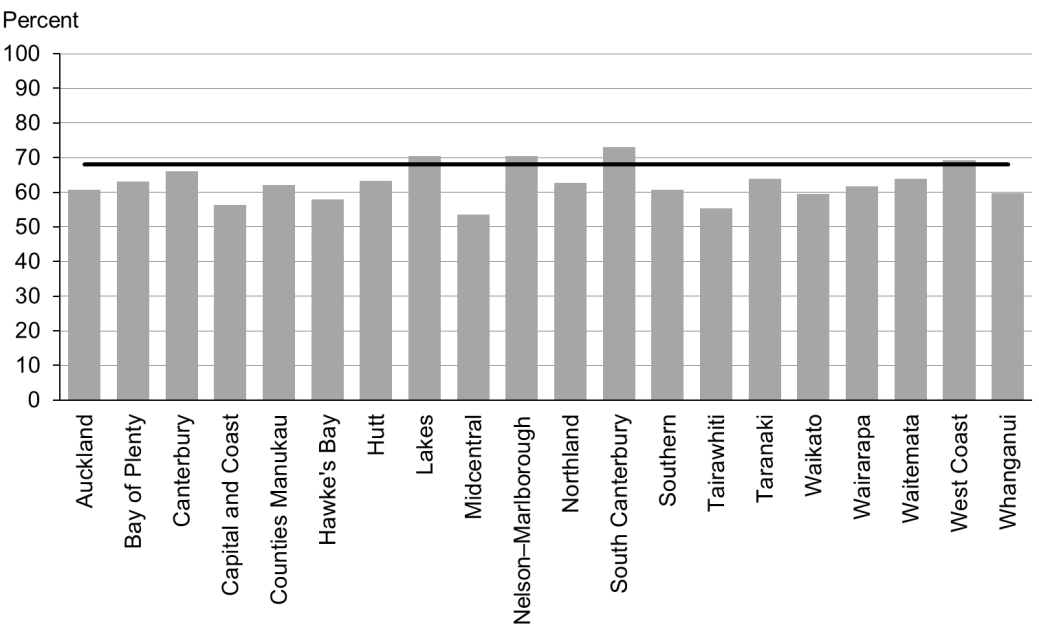 Percent
100
90
80
70
60
50
40
30
20
10
0
Auckland
Bay of Plenty
Canterbury
Capital and Coast
Counties Manukau
Hawke's Bay
Hutt
Lakes
Midcentral
Nelson–Marlborough
Northland
South Canterbury
Southern
Tairawhiti
Taranaki
Waikato
Wairarapa
Waitemata
West Coast
Whanganui